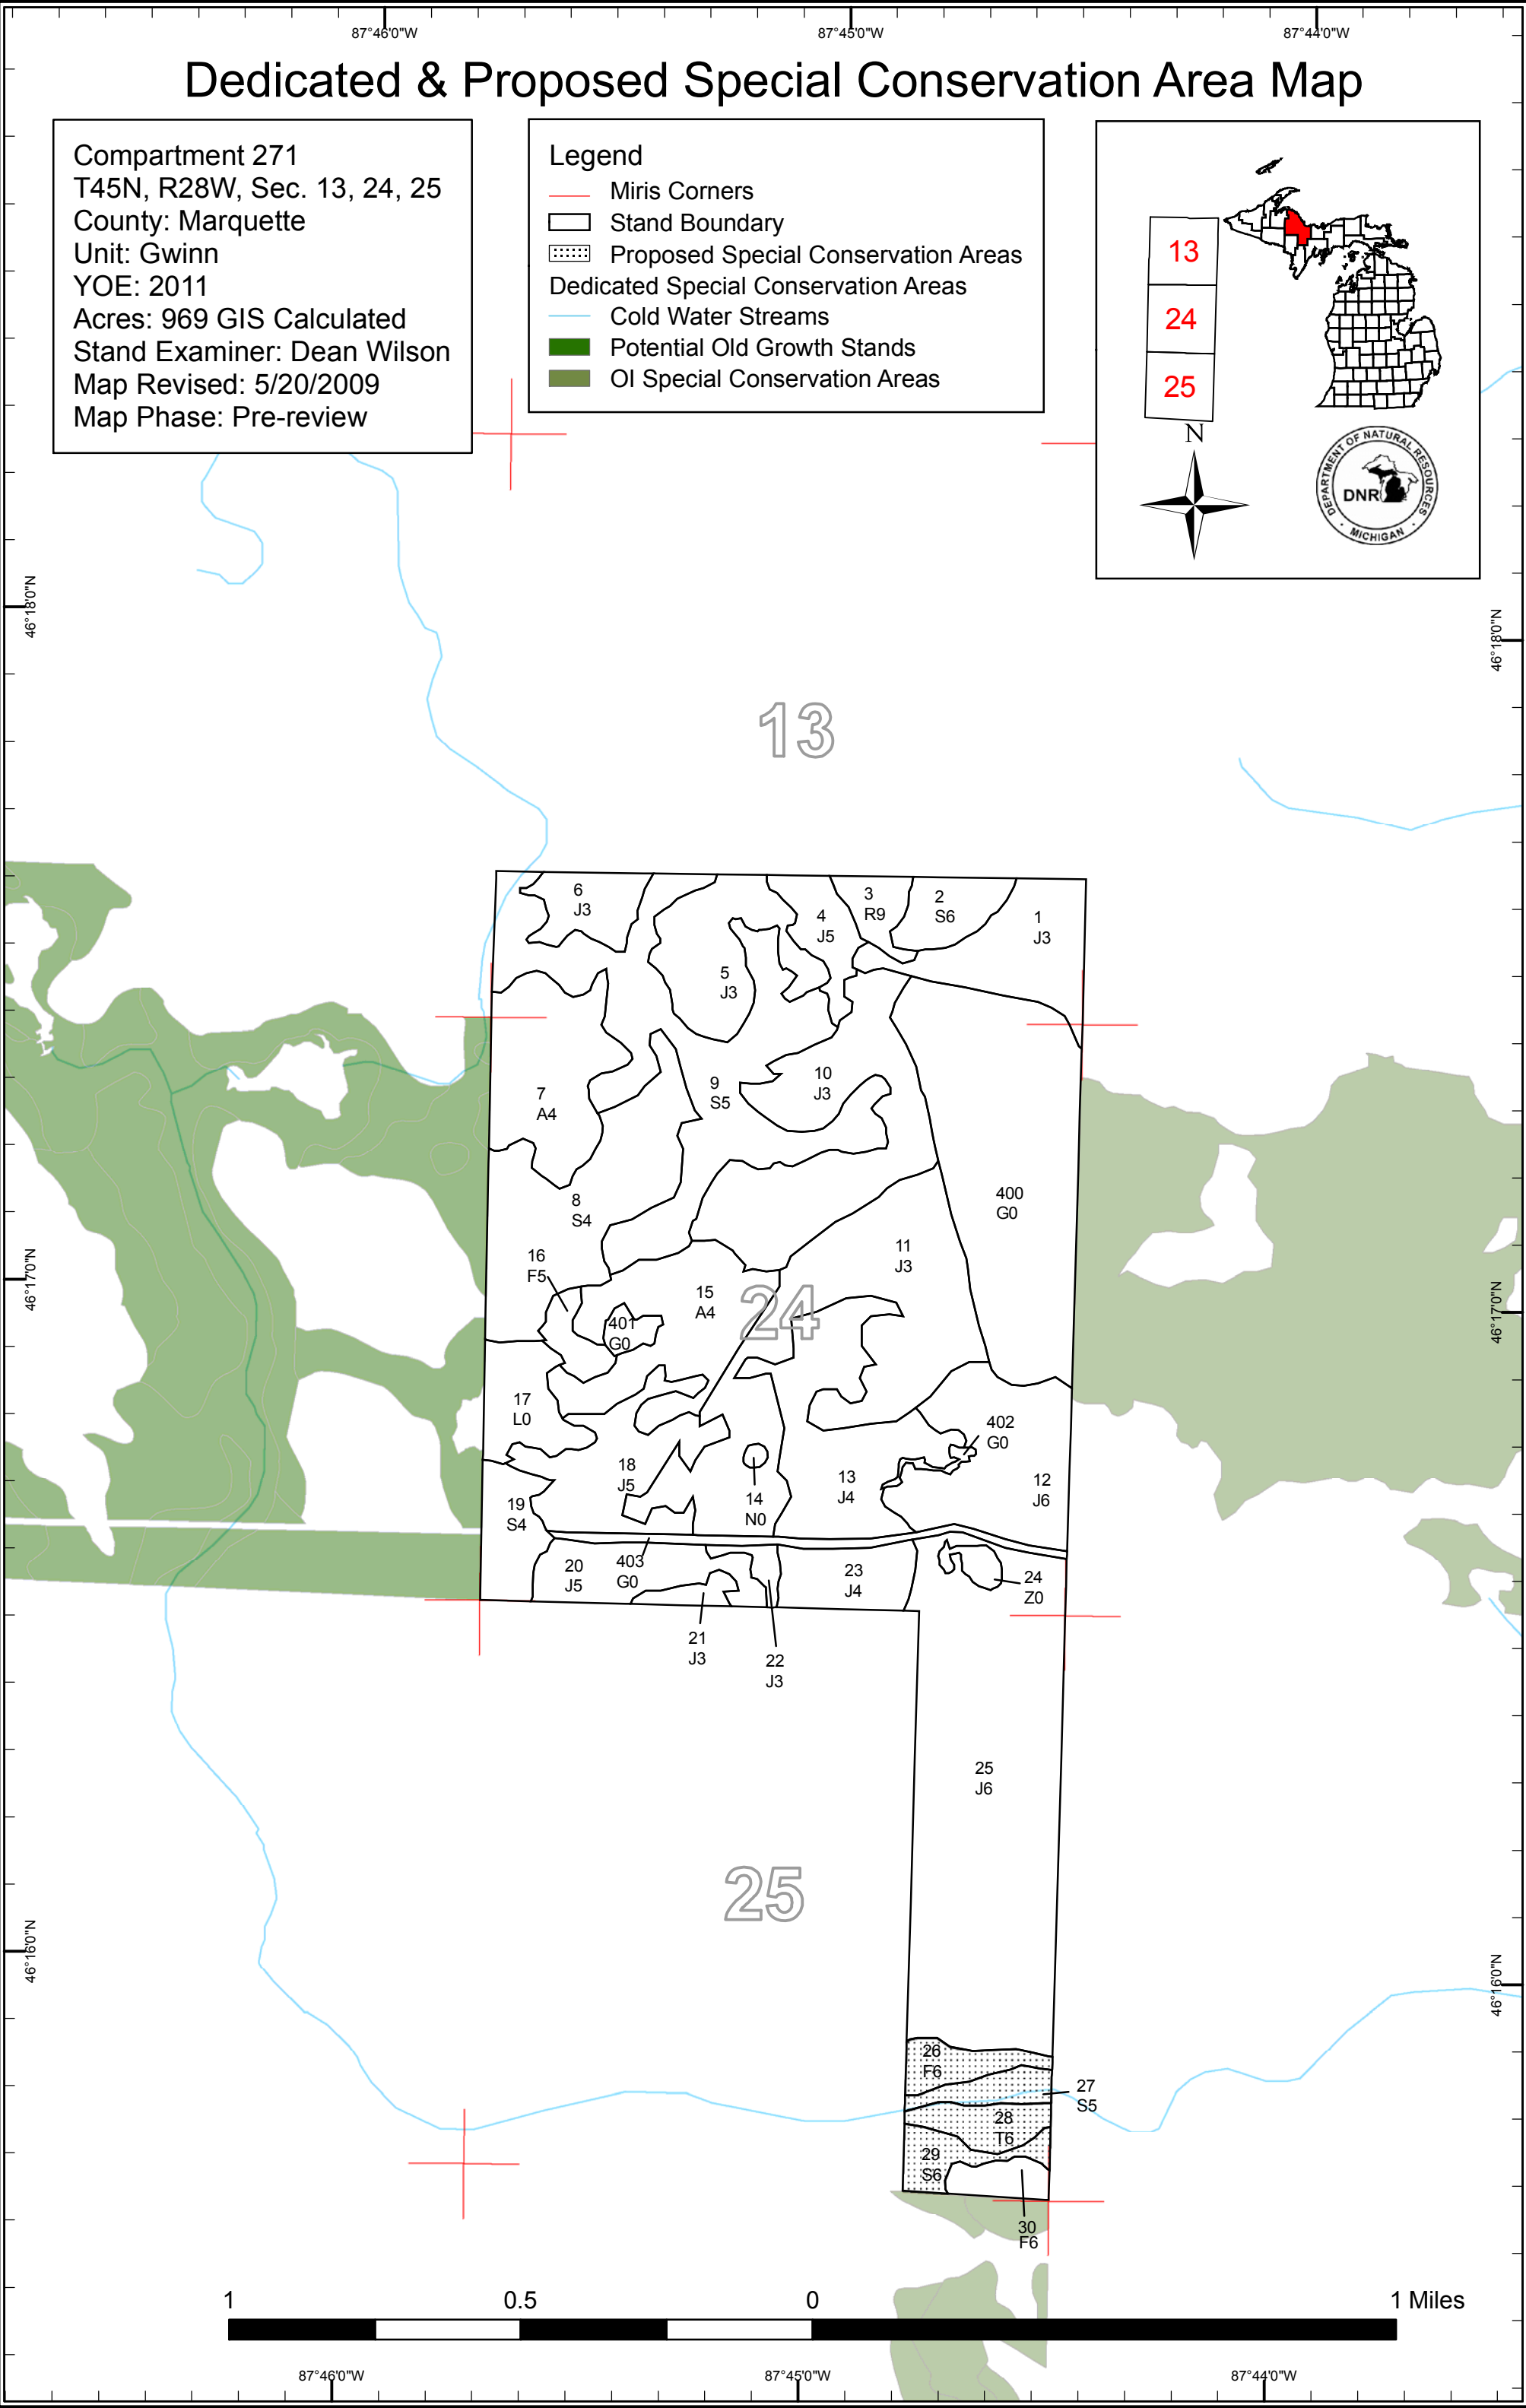 87°46'0"W
87°45'0"W
87°44'0"W
Dedicated & Proposed Special Conservation Area Map
Compartment 271
T45N, R28W, Sec. 13, 24, 25
County: Marquette
Unit: Gwinn
YOE: 2011
Acres: 969 GIS Calculated
Stand Examiner: Dean Wilson
Map Revised: 5/20/2009
Map Phase: Pre-review
Legend
Miris Corners
Stand Boundary
Proposed Special Conservation Areas
Dedicated Special Conservation Areas
Cold Water Streams
Potential Old Growth Stands
OI Special Conservation Areas
13
24
25
N
DEPARTMENT OF NATURAL RESOURCES
DNR
MICHIGAN
46°18'0"N
46°18'0"N
13
6
J3
3
R9
2
S6
1
J3
4
J5
5
J3
7
A4
9
S5
10
J3
8
S4
400
G0
11
J3
16
F5
15
A4
24
401
G0
46°17'0"N
46°17'0"N
17
L0
402
G0
18
J5
13
J4
12
J6
14
N0
19
S4
20
J5
403
G0
23
J4
24
Z0
21
J3
22
J3
25
J6
25
46°16'0"N
46°16'0"N
26
F6
27
S5
28
T6
29
S6
30
F6
1
0.5
0
1 Miles
87°46'0"W
87°45'0"W
87°44'0"W